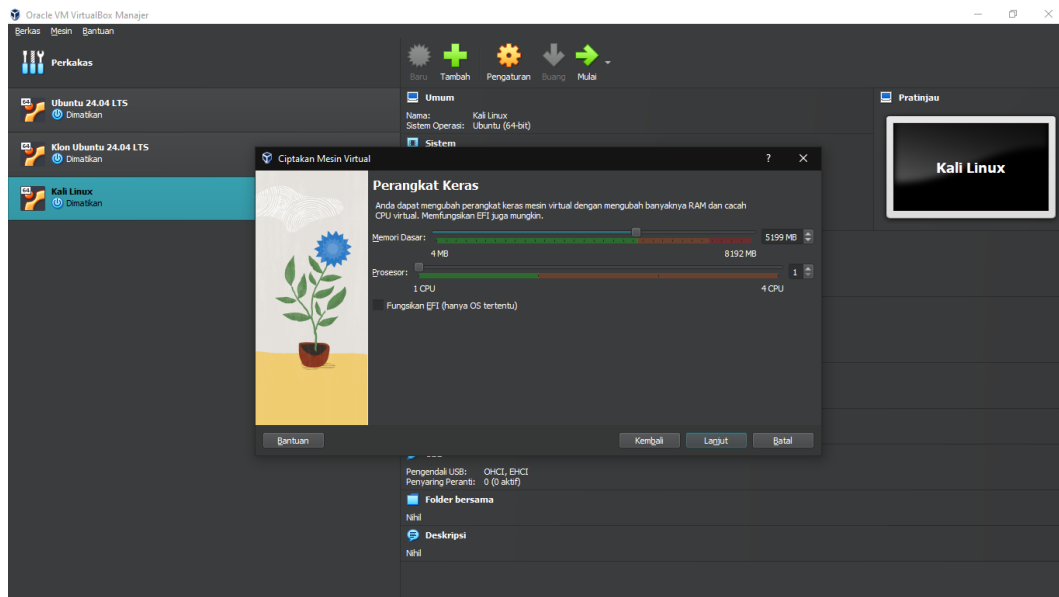 Oracle VM VirtualBox Manajer
Berkas Mesin Bantuan
Perkakas
Baru Tambah Pengaturan Buang Mulai
64 Ubuntu 24.04 LTS
Dimatikan
64 Klon Ubuntu 24.04 LTS
Dimatikan
64 Kali Linux
Dimatikan
Umum
Nama: Kali Linux
Sistem Operasi: Ubuntu (64-bit)
Sistem
Pratinjau
Kali Linux
Ciptakan Mesin Virtual ?
Perangkat Keras
Anda dapat mengubah perangkat keras mesin virtual dengan mengubah banyaknya RAM dan cacah
CPU virtual. Memfungsikan EFI juga mungkin.
Memori Dasar: 5199 MB
4 MB 8192 MB
Prosesor: 1
1 CPU 4 CPU
Fungsikan EFI (hanya OS tertentu)
Bantuan Kembali Lanjut Batal
Pengendali USB: OHCI, EHCI
Penyaring Peranti: 0 (0 aktif)
Folder bersama
Nihil
Deskripsi
Nihil